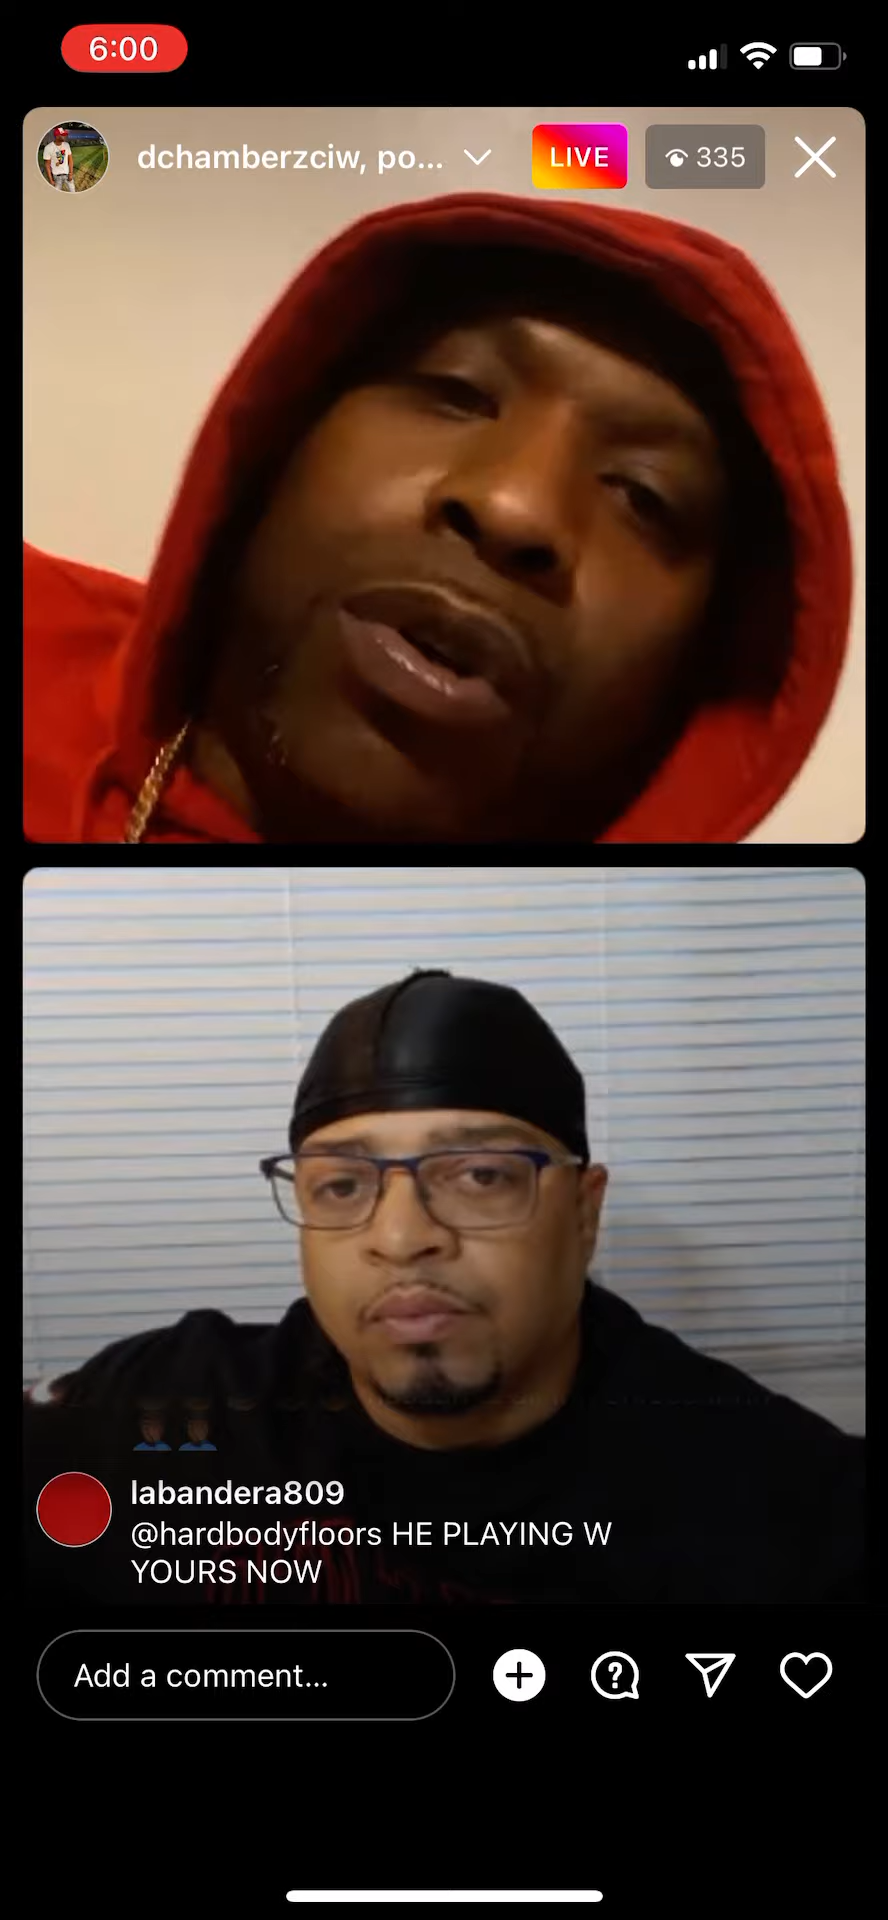 6:00
dchamberzciw, po...
LIVE
335
labandera809
@hardbodyfloors HE PLAYING W
YOURS NOW
Add a comment...